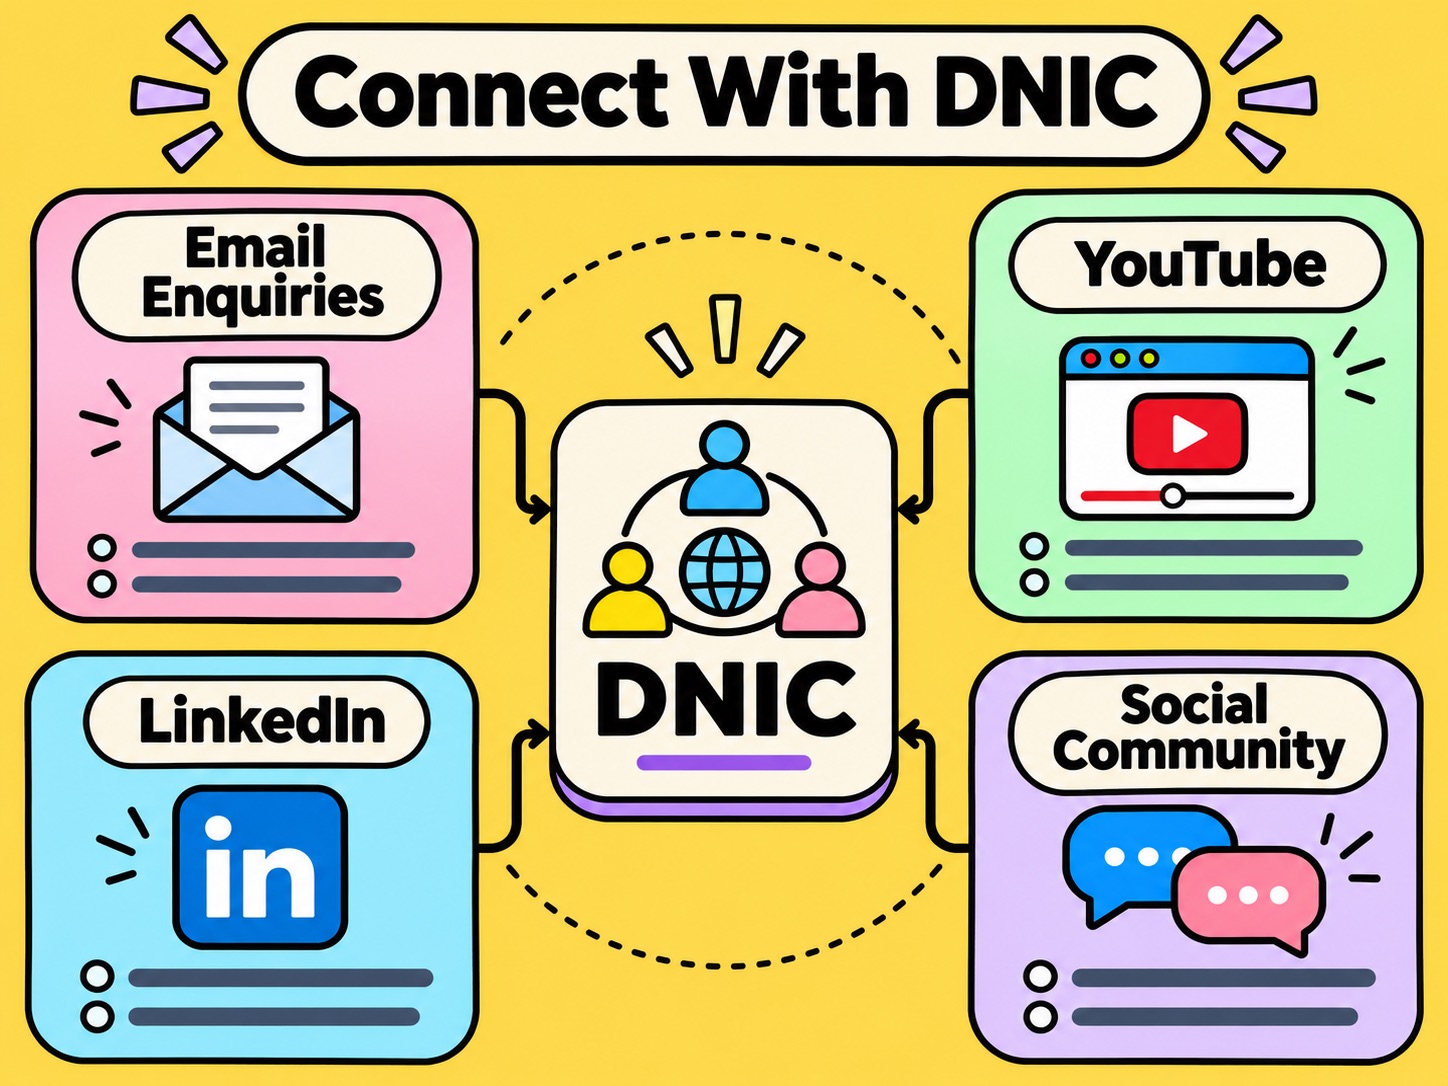 Connect With DNIC
Email
Enquiries
YouTube
DNIC
LinkedIn
in
Social
Community